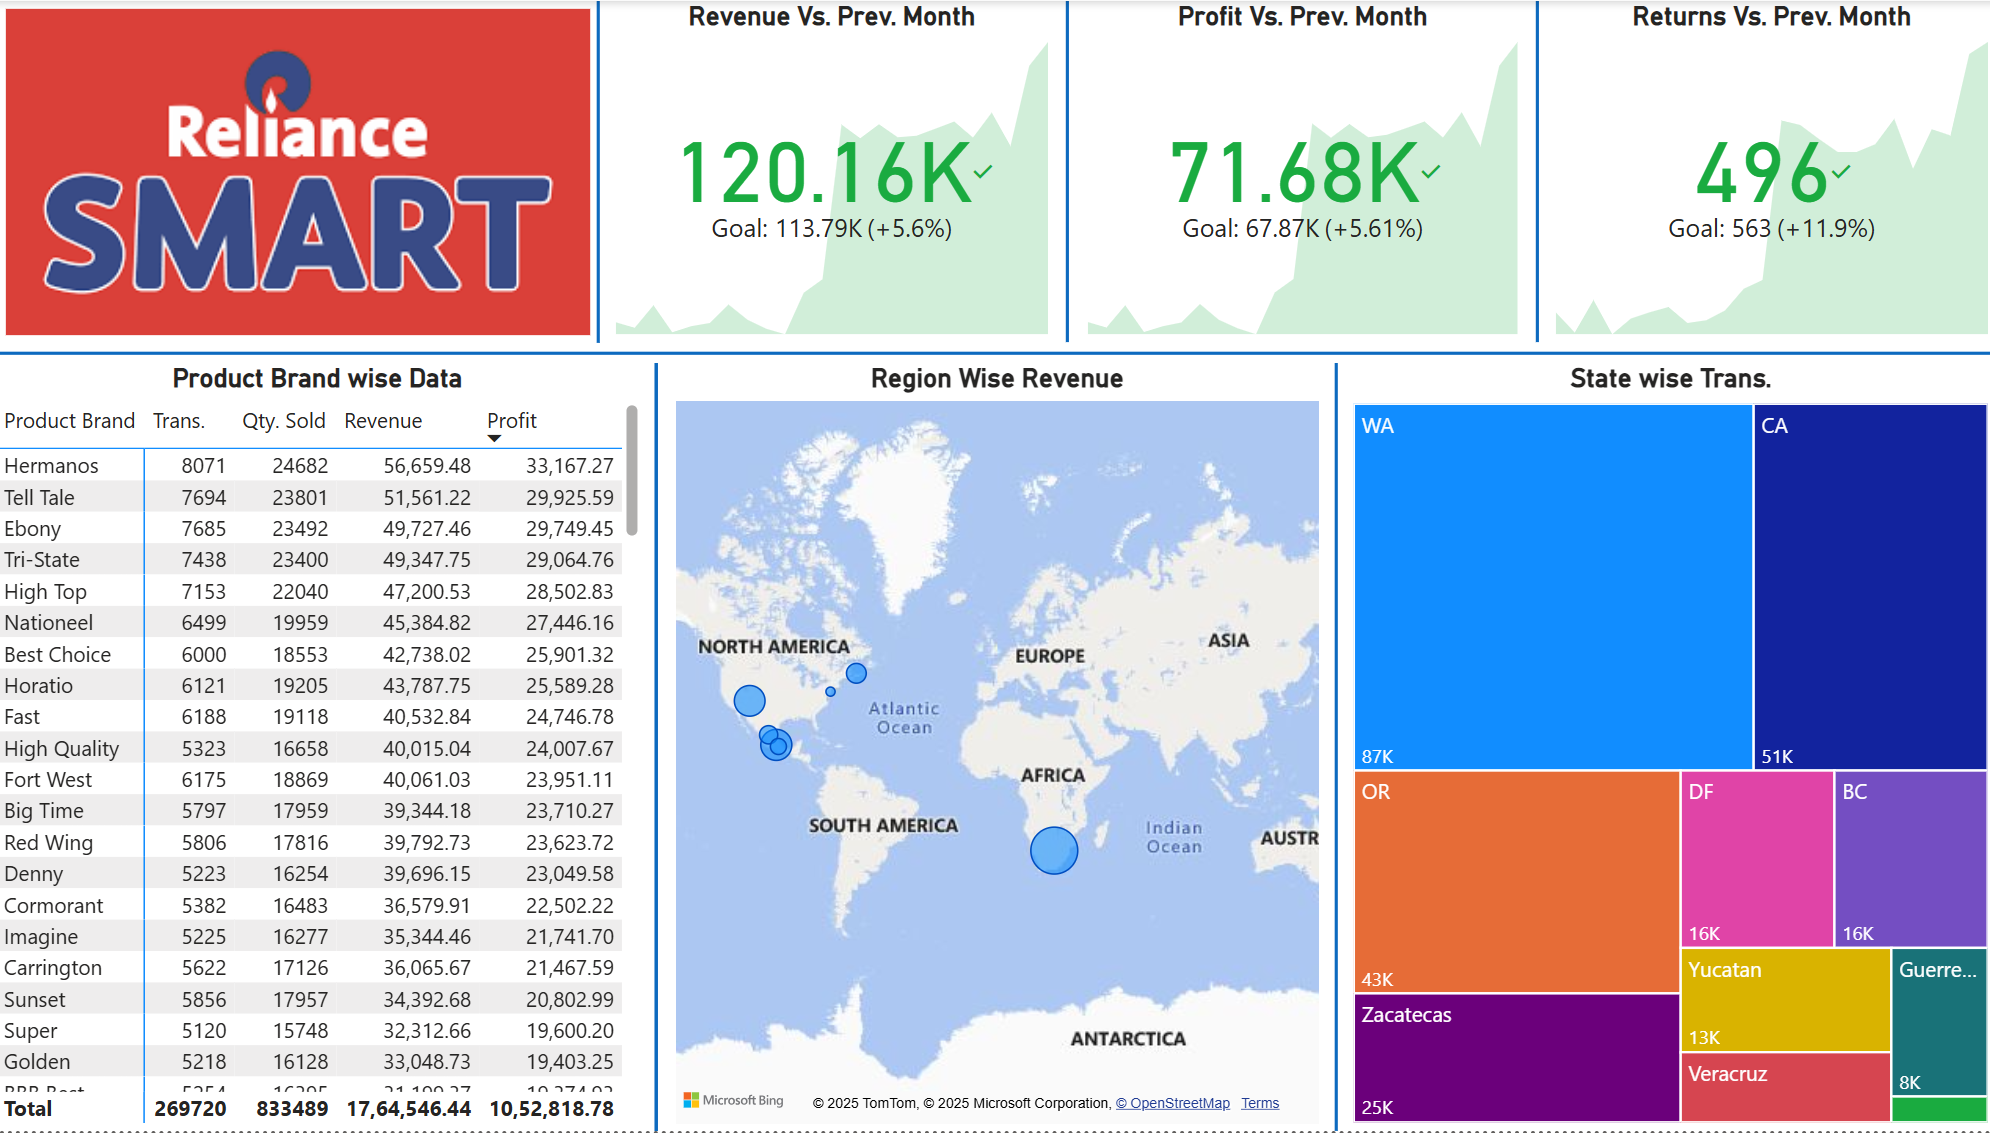 Reliance
SMART
Revenue Vs. Prev. Month
120.16K
Goal: 113.79K (+5.6%)
Profit Vs. Prev. Month
71.68K
Goal: 67.87K (+5.61%)
Returns Vs. Prev. Month
496
Goal: 563 (+11.9%)
Product Brand wise Data
Product Brand Trans. Qty. Sold Revenue Profit
Hermanos 8071 24682 56,659.48 33,167.27
Tell Tale 7694 23801 51,561.22 29,925.59
Ebony 7685 23492 49,727.46 29,749.45
Tri-State 7438 23400 49,347.75 29,064.76
High Top 7153 22040 47,200.53 28,502.83
Nationeel 6499 19959 45,384.82 27,446.16
Best Choice 6000 18553 42,738.02 25,901.32
Horatio 6121 19205 43,787.75 25,589.28
Fast 6188 19118 40,532.84 24,746.78
High Quality 5323 16658 40,015.04 24,007.67
Fort West 6175 18869 40,061.03 23,951.11
Big Time 5797 17959 39,344.18 23,710.27
Red Wing 5806 17816 39,792.73 23,623.72
Denny 5223 16254 39,696.15 23,049.58
Cormorant 5382 16483 36,579.91 22,502.22
Imagine 5225 16277 35,344.46 21,741.70
Carrington 5622 17126 36,065.67 21,467.59
Sunset 5856 17957 34,392.68 20,802.99
Super 5120 15748 32,312.66 19,600.20
Golden 5218 16128 33,048.73 19,403.25
Total 269720 833489 17,64,546.44 10,52,818.78
Region Wise Revenue
NORTH AMERICA
EUROPE
ASIA
Atlantic
Ocean
AFRICA
SOUTH AMERICA
Indian
Ocean
AUSTR
ANTARCTICA
Microsoft Bing
© 2025 TomTom, © 2025 Microsoft Corporation, © OpenStreetMap Terms
State wise Trans.
WA
87K
CA
51K
OR
43K
DF
16K
BC
16K
Zacatecas
25K
Yucatan
13K
Guerre...
8K
Veracruz